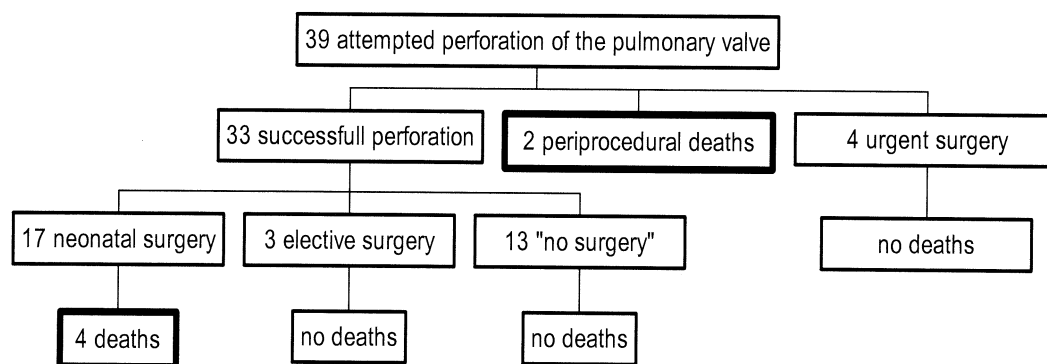 39 attempted perforation of the pulmonary valve
33 successfull perforation
2 periprocedural deaths
4 urgent surgery
17 neonatal surgery
3 elective surgery
13 "no surgery"
no deaths
4 deaths
no deaths
no deaths